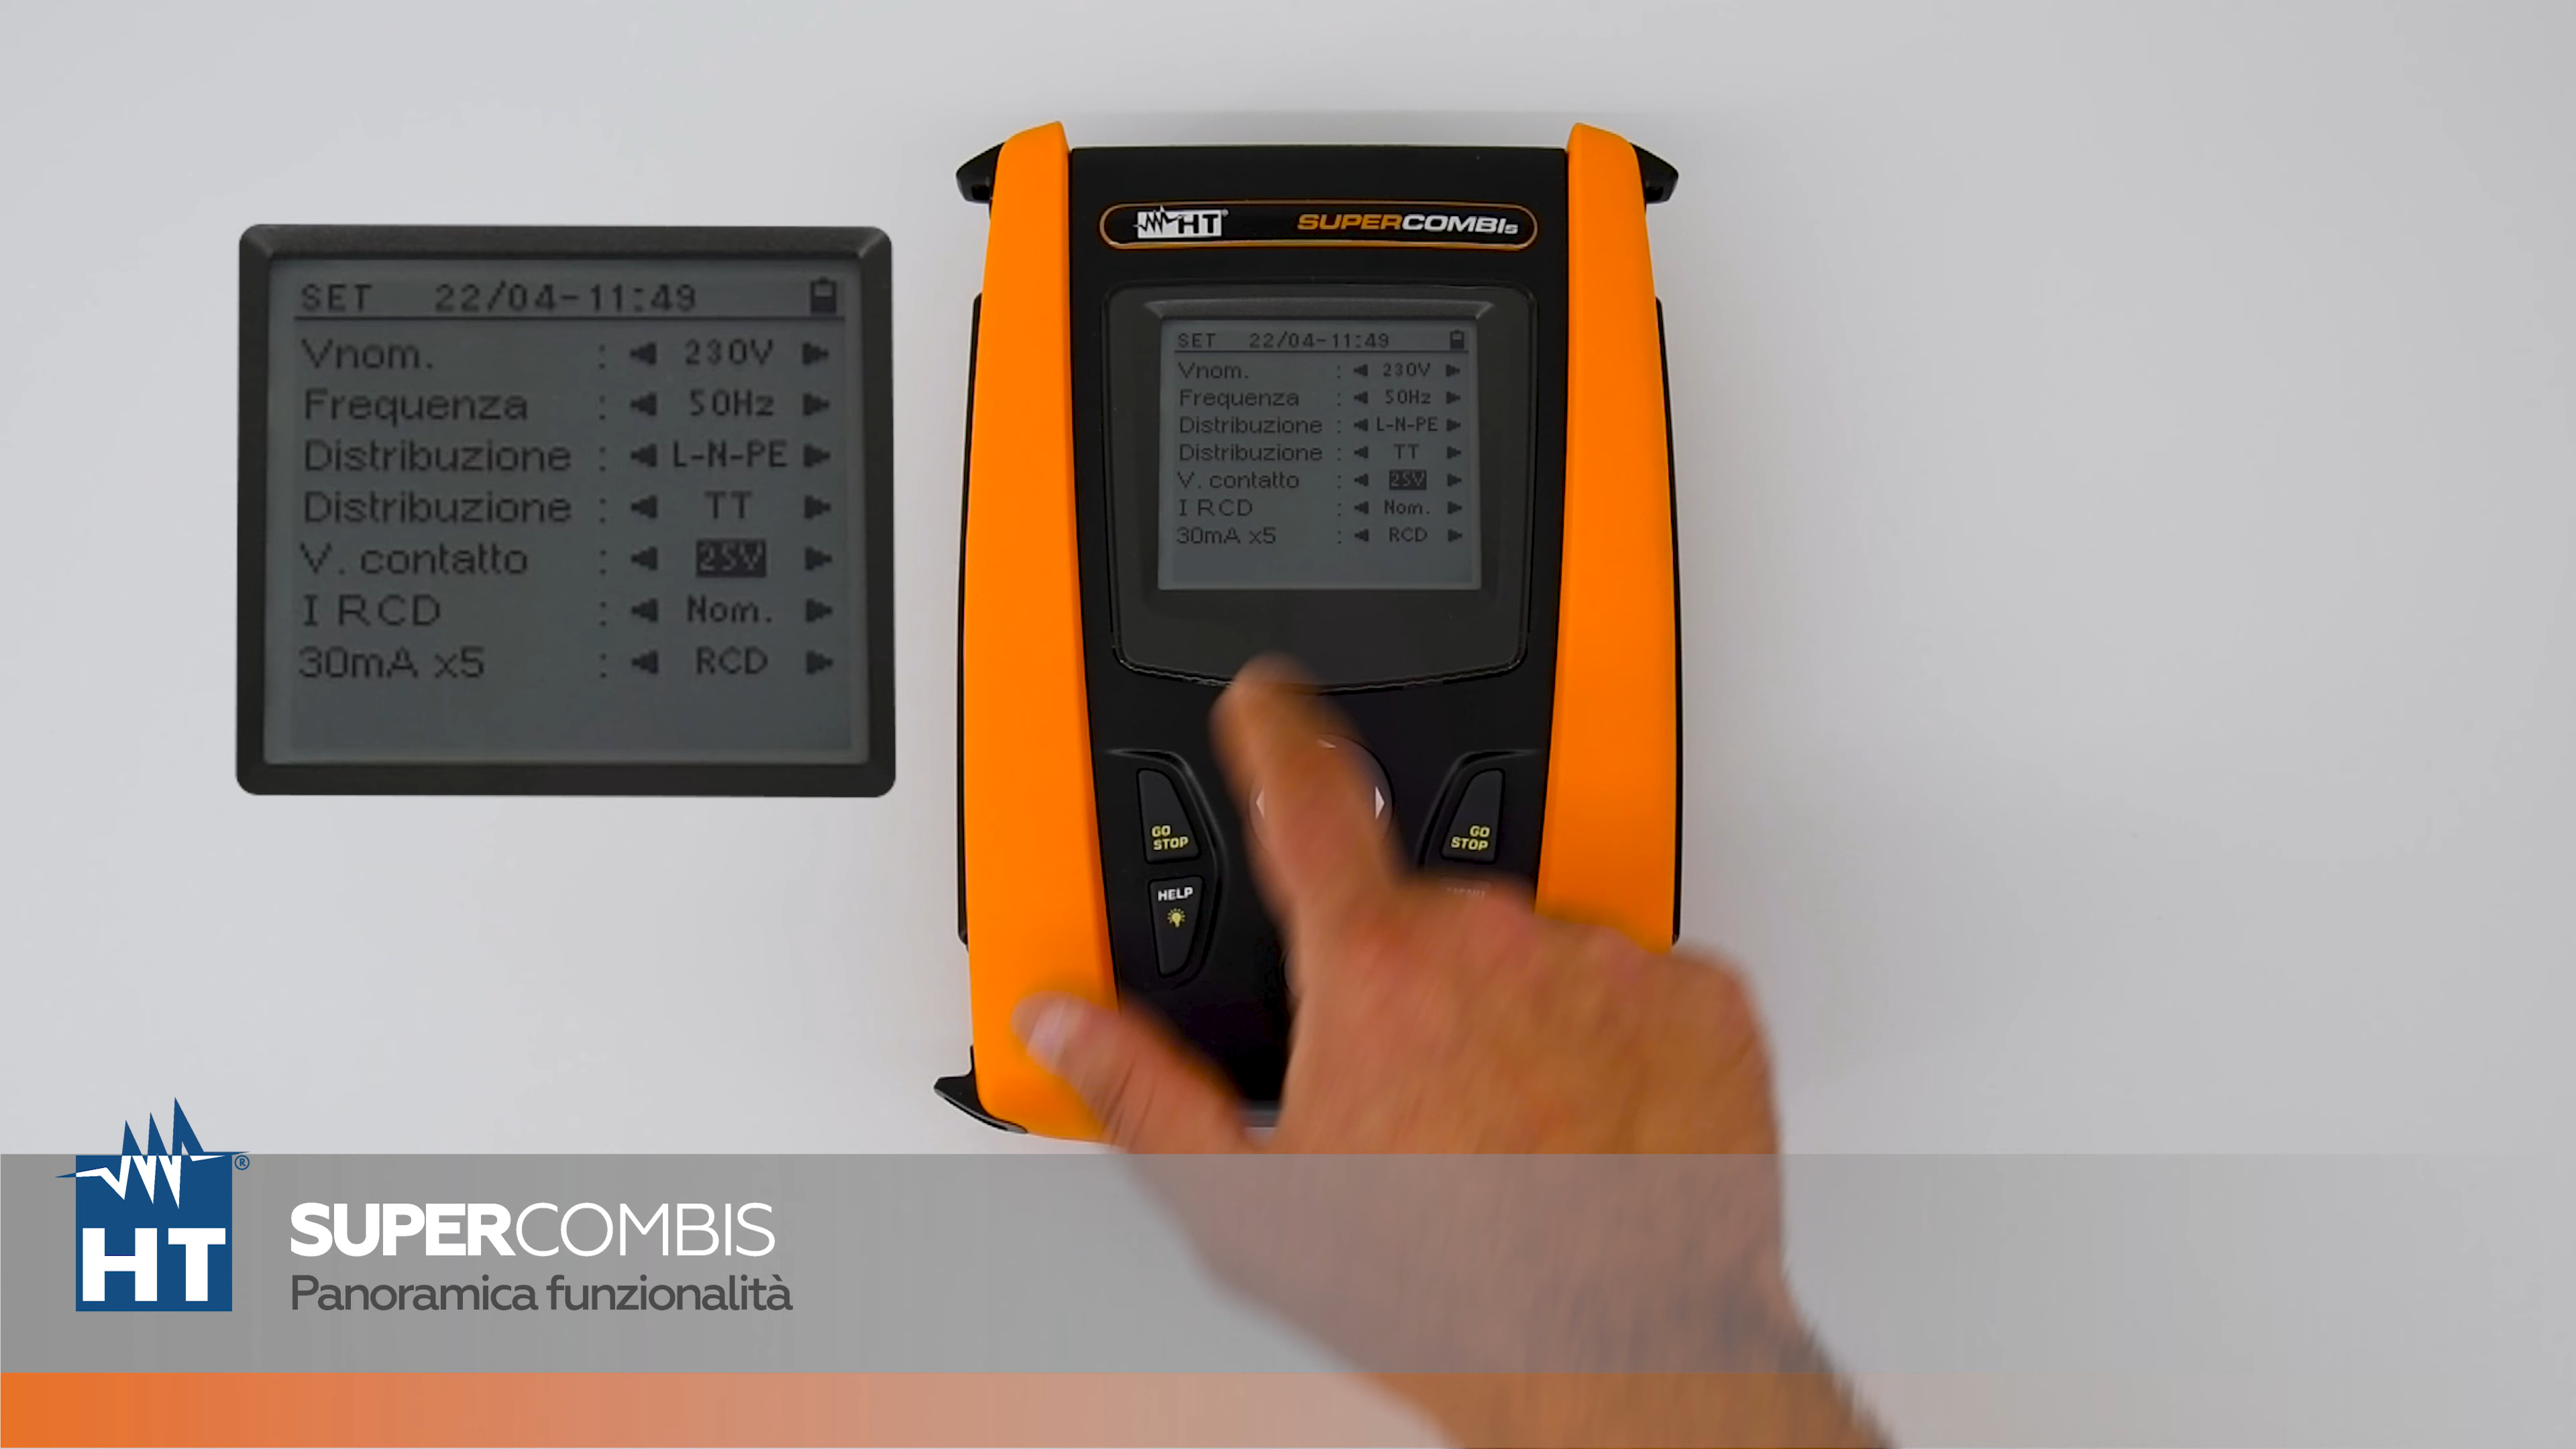 SET 22/04-11:49
Vnom. : ◄ 230V ►
Frequenza : ◄ 50Hz ►
Distribuzione : ◄ L-N-PE ►
Distribuzione : ◄ TT ►
V. contatto : ◄ 25V ►
I RCD : ◄ Nom. ►
30mA x5 : ◄ RCD ►
HT SUPERCOMBIs
SET 22/04-11:49
Vnom. : ◄ 230V ►
Frequenza : ◄ 50Hz ►
Distribuzione : ◄ L-N-PE ►
Distribuzione : ◄ TT ►
V. contatto : ◄ 25V ►
I RCD : ◄ Nom. ►
30mA x5 : ◄ RCD ►
GO
STOP
GO
STOP
HELP
HT®
SUPERCOMBIS
Panoramica funzionalità